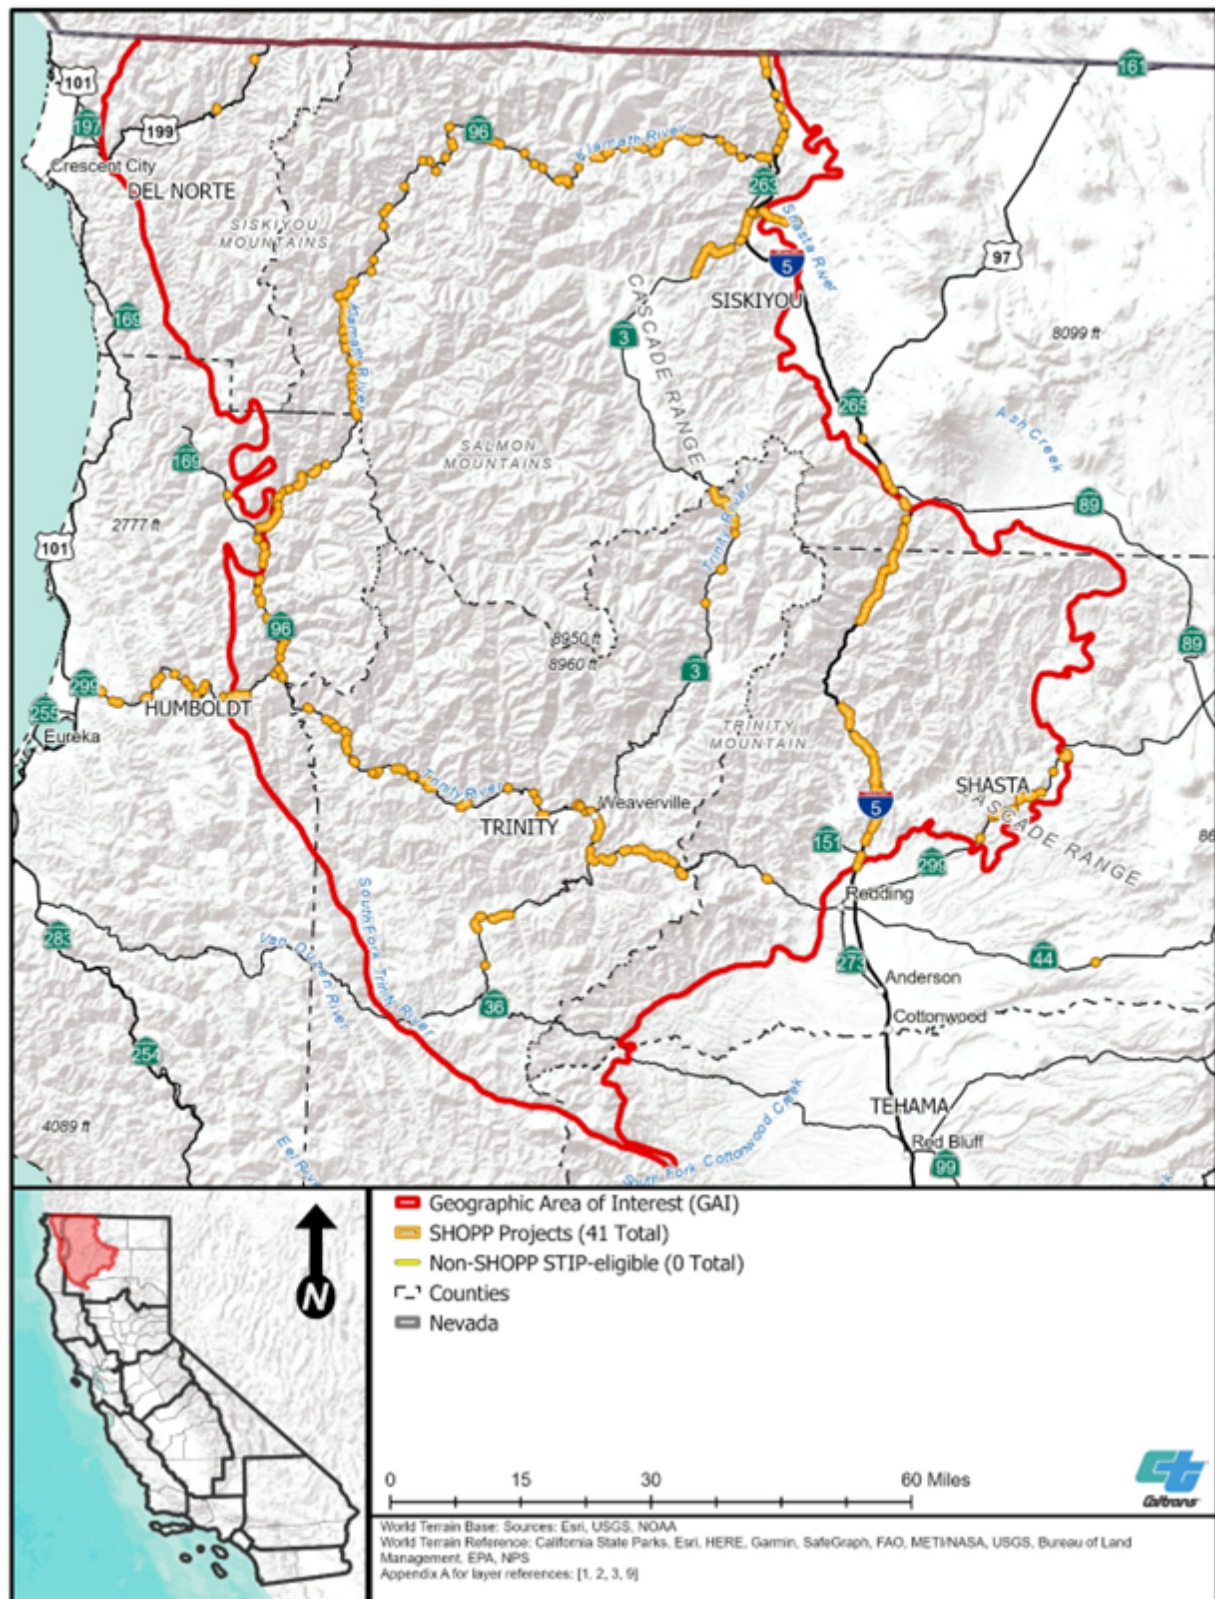 161
101
197
199
96
Klamath River
Crescent City
DEL NORTE
263
SISKIYOU
MOUNTAINS
Shasta River
97
5
SISKIYOU
CASCADE RANGE
169
Klamath River
3
8099 ft
265
Ash Creek
SALMON
MOUNTAINS
169
89
2777 ft
Trinity River
101
96
8950 ft
8960 ft
89
3
299
HUMBOLDT
255
Eureka
TRINITY
MOUNTAIN
Trinity River
SHASTA
Weaverville
5
TRINITY
CASCADE RANGE
151
299
86
Redding
South Fork Trinity River
283
Van Duzen River
273
44
Anderson
36
Cottonwood
254
TEHAMA
4089 ft
Red Bluff
Eel River
South Fork Cottonwood Creek
99
N
Geographic Area of Interest (GAI)
SHOPP Projects (41 Total)
Non-SHOPP STIP-eligible (0 Total)
Counties
Nevada
0 15 30 60 Miles
Caltrans
World Terrain Base: Sources: Esri, USGS, NOAA
World Terrain Reference: California State Parks, Esri, HERE, Garmin, SafeGraph, FAO, METI/NASA, USGS, Bureau of Land
Management, EPA, NPS
Appendix A for layer references: [1, 2, 3, 9]